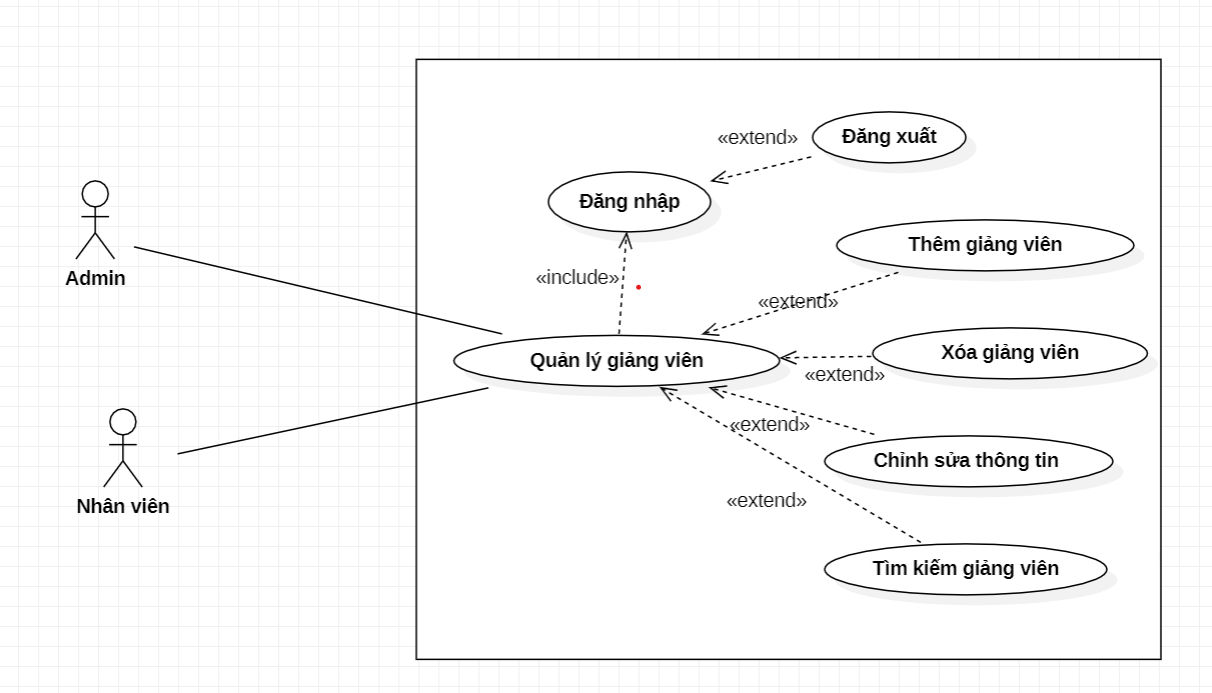 «extend»
Đăng xuất
Đăng nhập
Admin
«include»
Thêm giảng viên
«extend»
Quản lý giảng viên
Xóa giảng viên
«extend»
«extend»
Chỉnh sửa thông tin
Nhân viên
«extend»
Tìm kiếm giảng viên